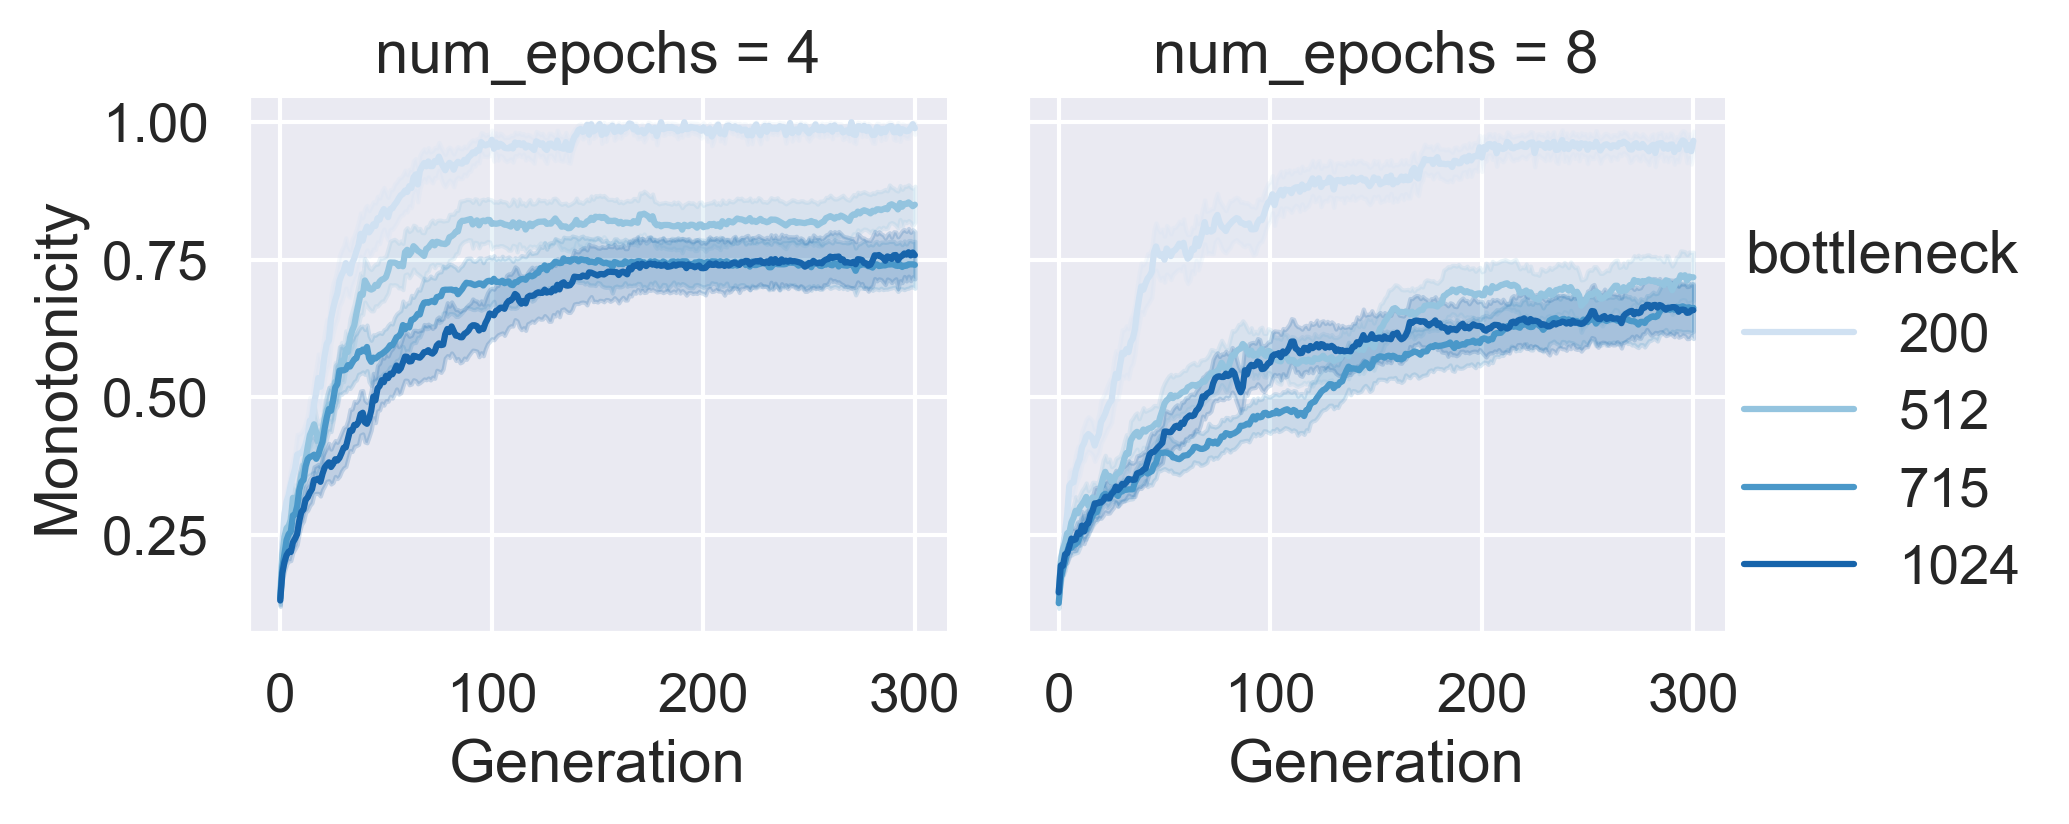 num_epochs = 4
num_epochs = 8
Monotonicity
1.00
0.75
0.50
0.25
0 100 200 300
0 100 200 300
Generation
Generation
bottleneck
200
512
715
1024